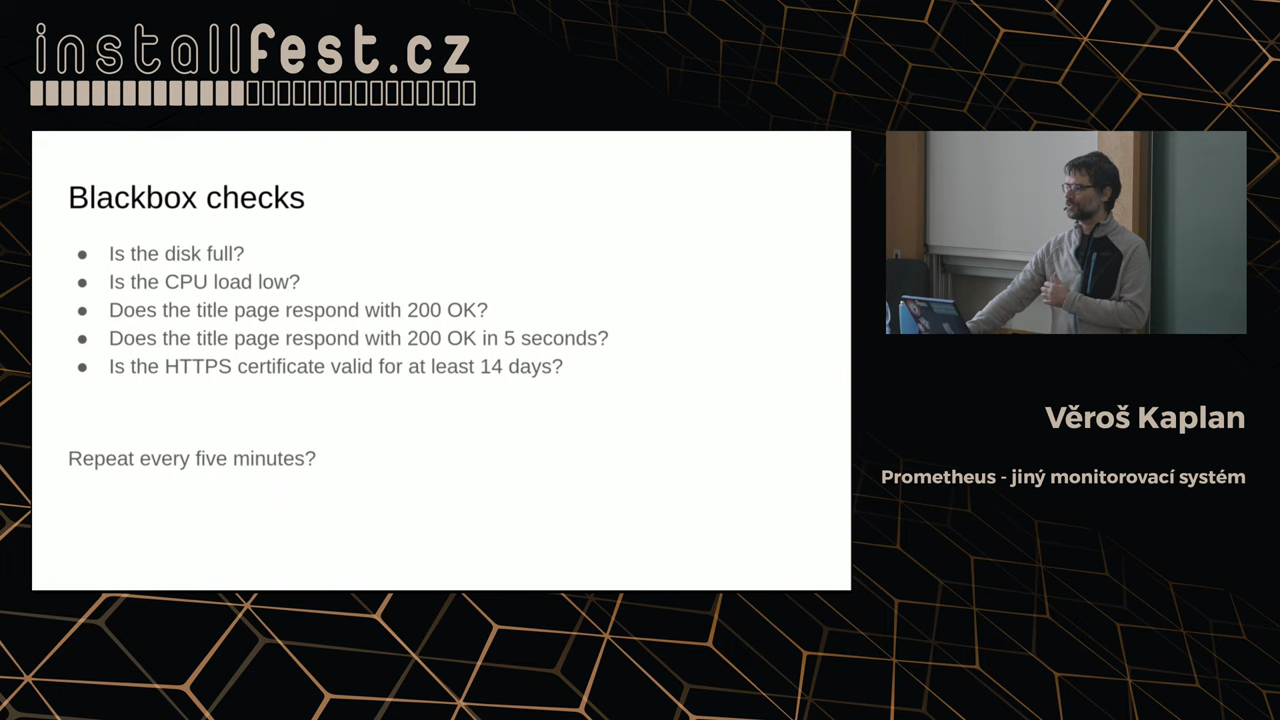 installfest.cz
Blackbox checks
● Is the disk full?
● Is the CPU load low?
● Does the title page respond with 200 OK?
● Does the title page respond with 200 OK in 5 seconds?
● Is the HTTPS certificate valid for at least 14 days?
Repeat every five minutes?
Věroš Kaplan
Prometheus - jiný monitorovací systém